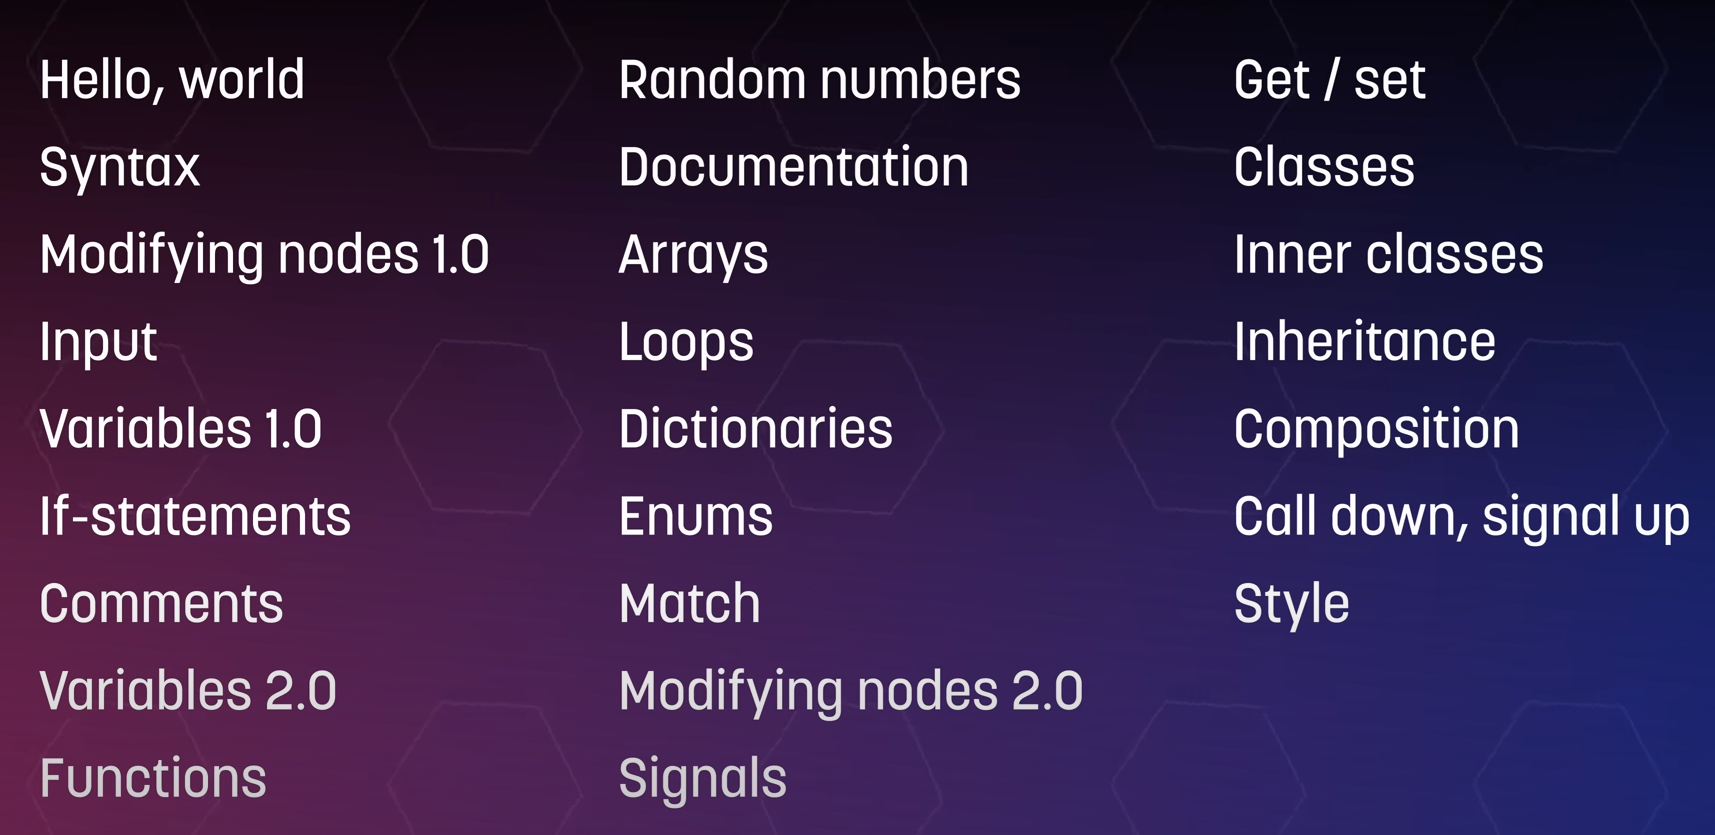 Hello, world
Syntax
Modifying nodes 1.0
Input
Variables 1.0
If-statements
Comments
Variables 2.0
Functions
Random numbers
Documentation
Arrays
Loops
Dictionaries
Enums
Match
Modifying nodes 2.0
Signals
Get / set
Classes
Inner classes
Inheritance
Composition
Call down, signal up
Style